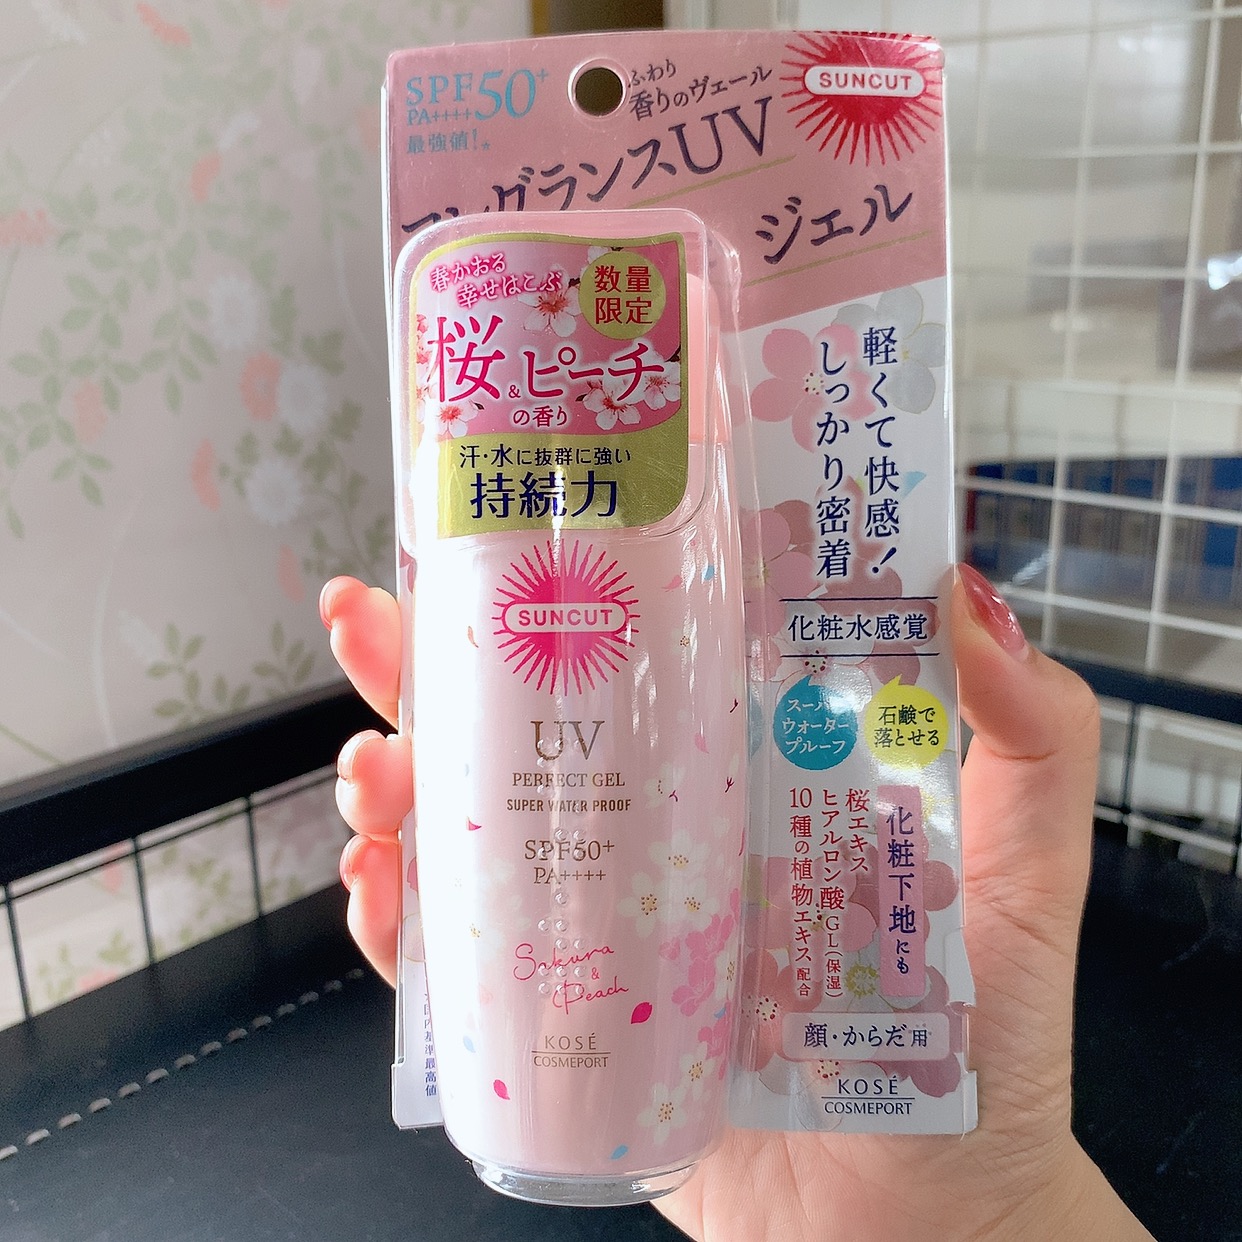 SPF50+
PA++++
最強値!*
ふわり
香りのヴェール
フレグランスUV
ジェル
SUNCUT
春かおる
幸せはこぶ
数量
限定
桜&ピーチ
の香り
汗・水に抜群に強い
持続力
SUNCUT
UV
PERFECT GEL
SUPER WATER PROOF
SPF50+
PA++++
Sakura
&
Peach
KOSÉ
COSMEPORT
軽くて快感!
しっかり密着
化粧水感覚
スーパー
ウォーター
プルーフ
石鹸で
落とせる
化粧下地にも
桜エキス
ヒアルロン酸GL(保湿)
10種の植物エキス配合
顔・からだ用
KOSÉ
COSMEPORT
国内基準最高値